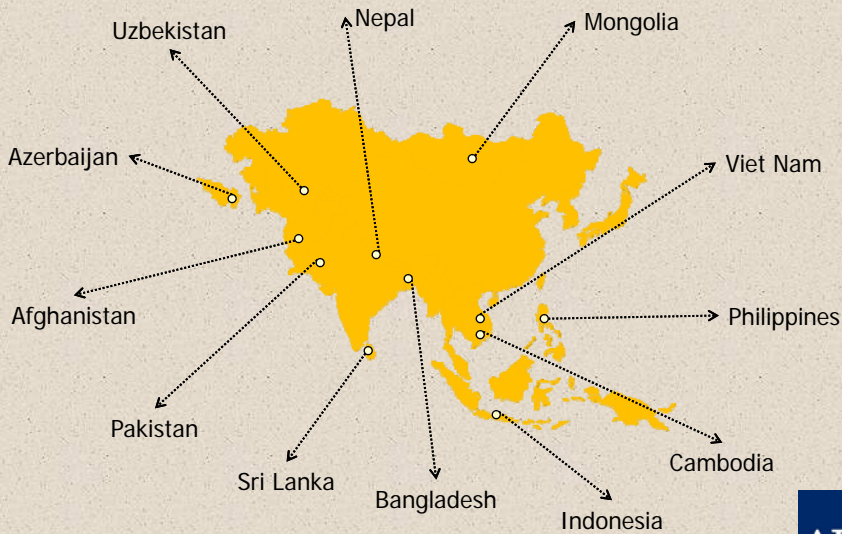 Nepal
Mongolia
Uzbekistan
Azerbaijan
Viet Nam
Afghanistan
Philippines
Pakistan
Cambodia
Sri Lanka
Bangladesh
Indonesia